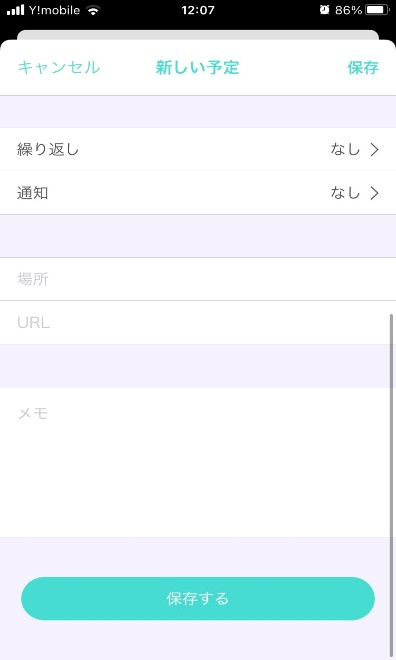 Y!mobile 12:07 86%
キャンセル 新しい予定 保存
繰り返し なし
通知 なし
場所
URL
メモ
保存する